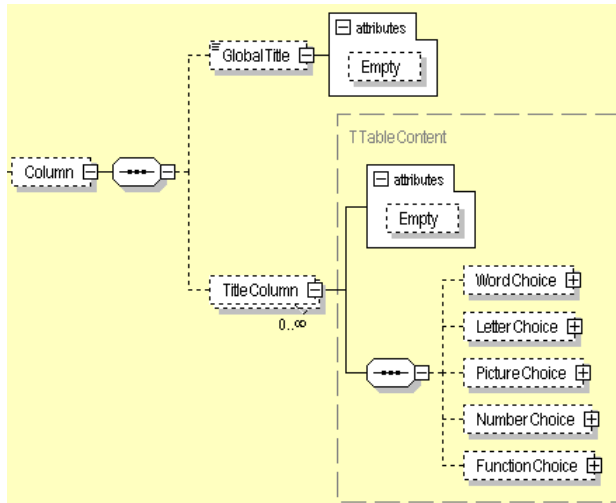 attributes
GlobalTitle
Empty
TTableContent
Column
attributes
Empty
TitleColumn
0..∞
WordChoice
LetterChoice
PictureChoice
NumberChoice
FunctionChoice